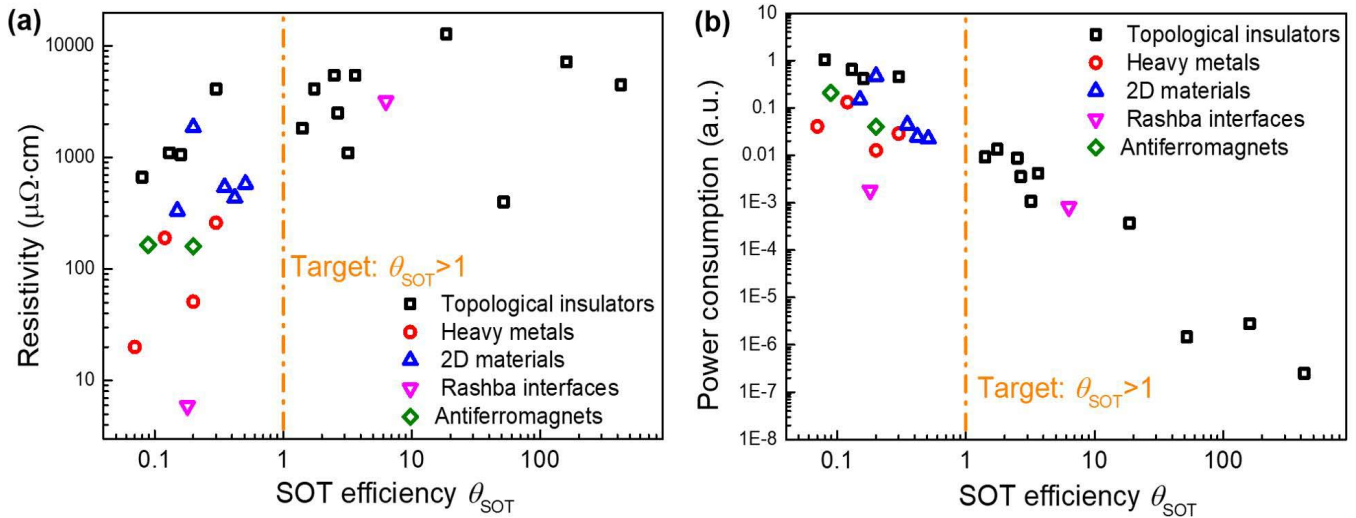 (a)
10000
1000
100
10
Resistivity (μΩ·cm)
Target: θSOT>1
Topological insulators
Heavy metals
2D materials
Rashba interfaces
Antiferromagnets
0.1 1 10 100
SOT efficiency θSOT
(b)
10
1
0.1
0.01
1E-3
1E-4
1E-5
1E-6
1E-7
1E-8
Power consumption (a.u.)
Topological insulators
Heavy metals
2D materials
Rashba interfaces
Antiferromagnets
Target: θSOT>1
0.1 1 10 100
SOT efficiency θSOT